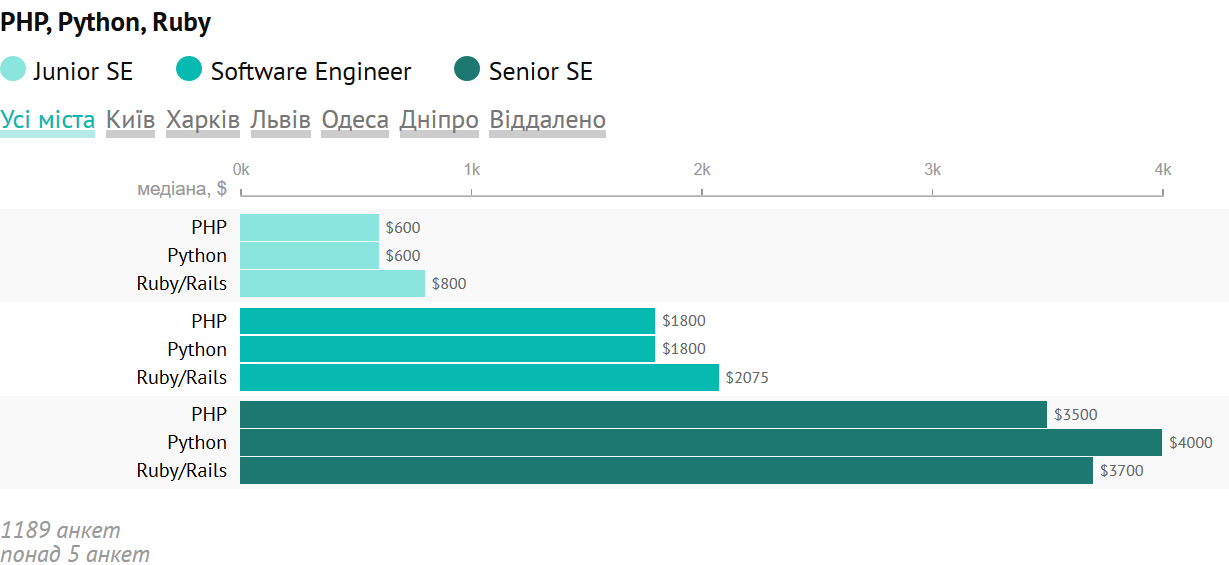 PHP, Python, Ruby
Junior SE Software Engineer Senior SE
Усі міста Київ Харків Львів Одеса Дніпро Віддалено
0k 1k 2k 3k 4k
медіана, $
PHP $600
Python $600
Ruby/Rails $800
PHP $1800
Python $1800
Ruby/Rails $2075
PHP $3500
Python $4000
Ruby/Rails $3700
1189 анкет
понад 5 анкет